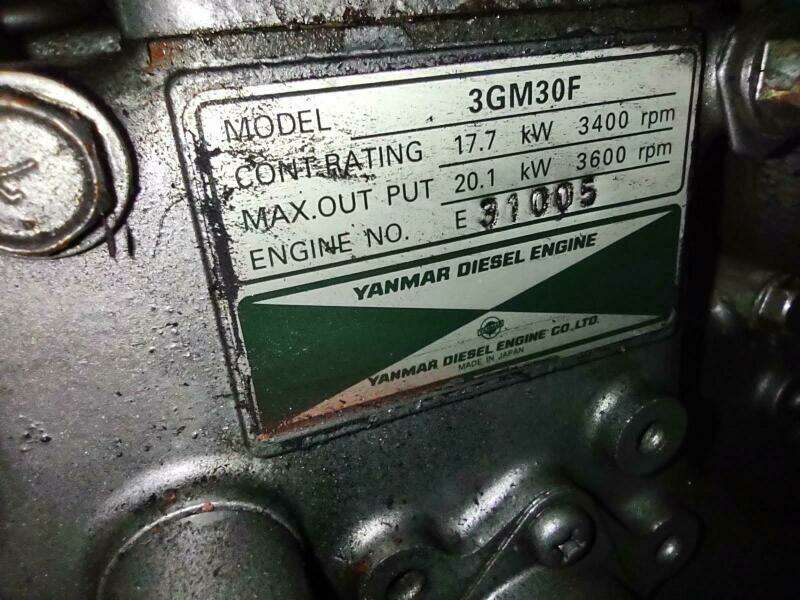 MODEL 3GM30F
CONT.RATING 17.7 kW 3400 rpm
MAX.OUT PUT 20.1 kW 3600 rpm
ENGINE NO. E 31005
YANMAR DIESEL ENGINE
YANMAR DIESEL ENGINE CO.,LTD.
MADE IN JAPAN